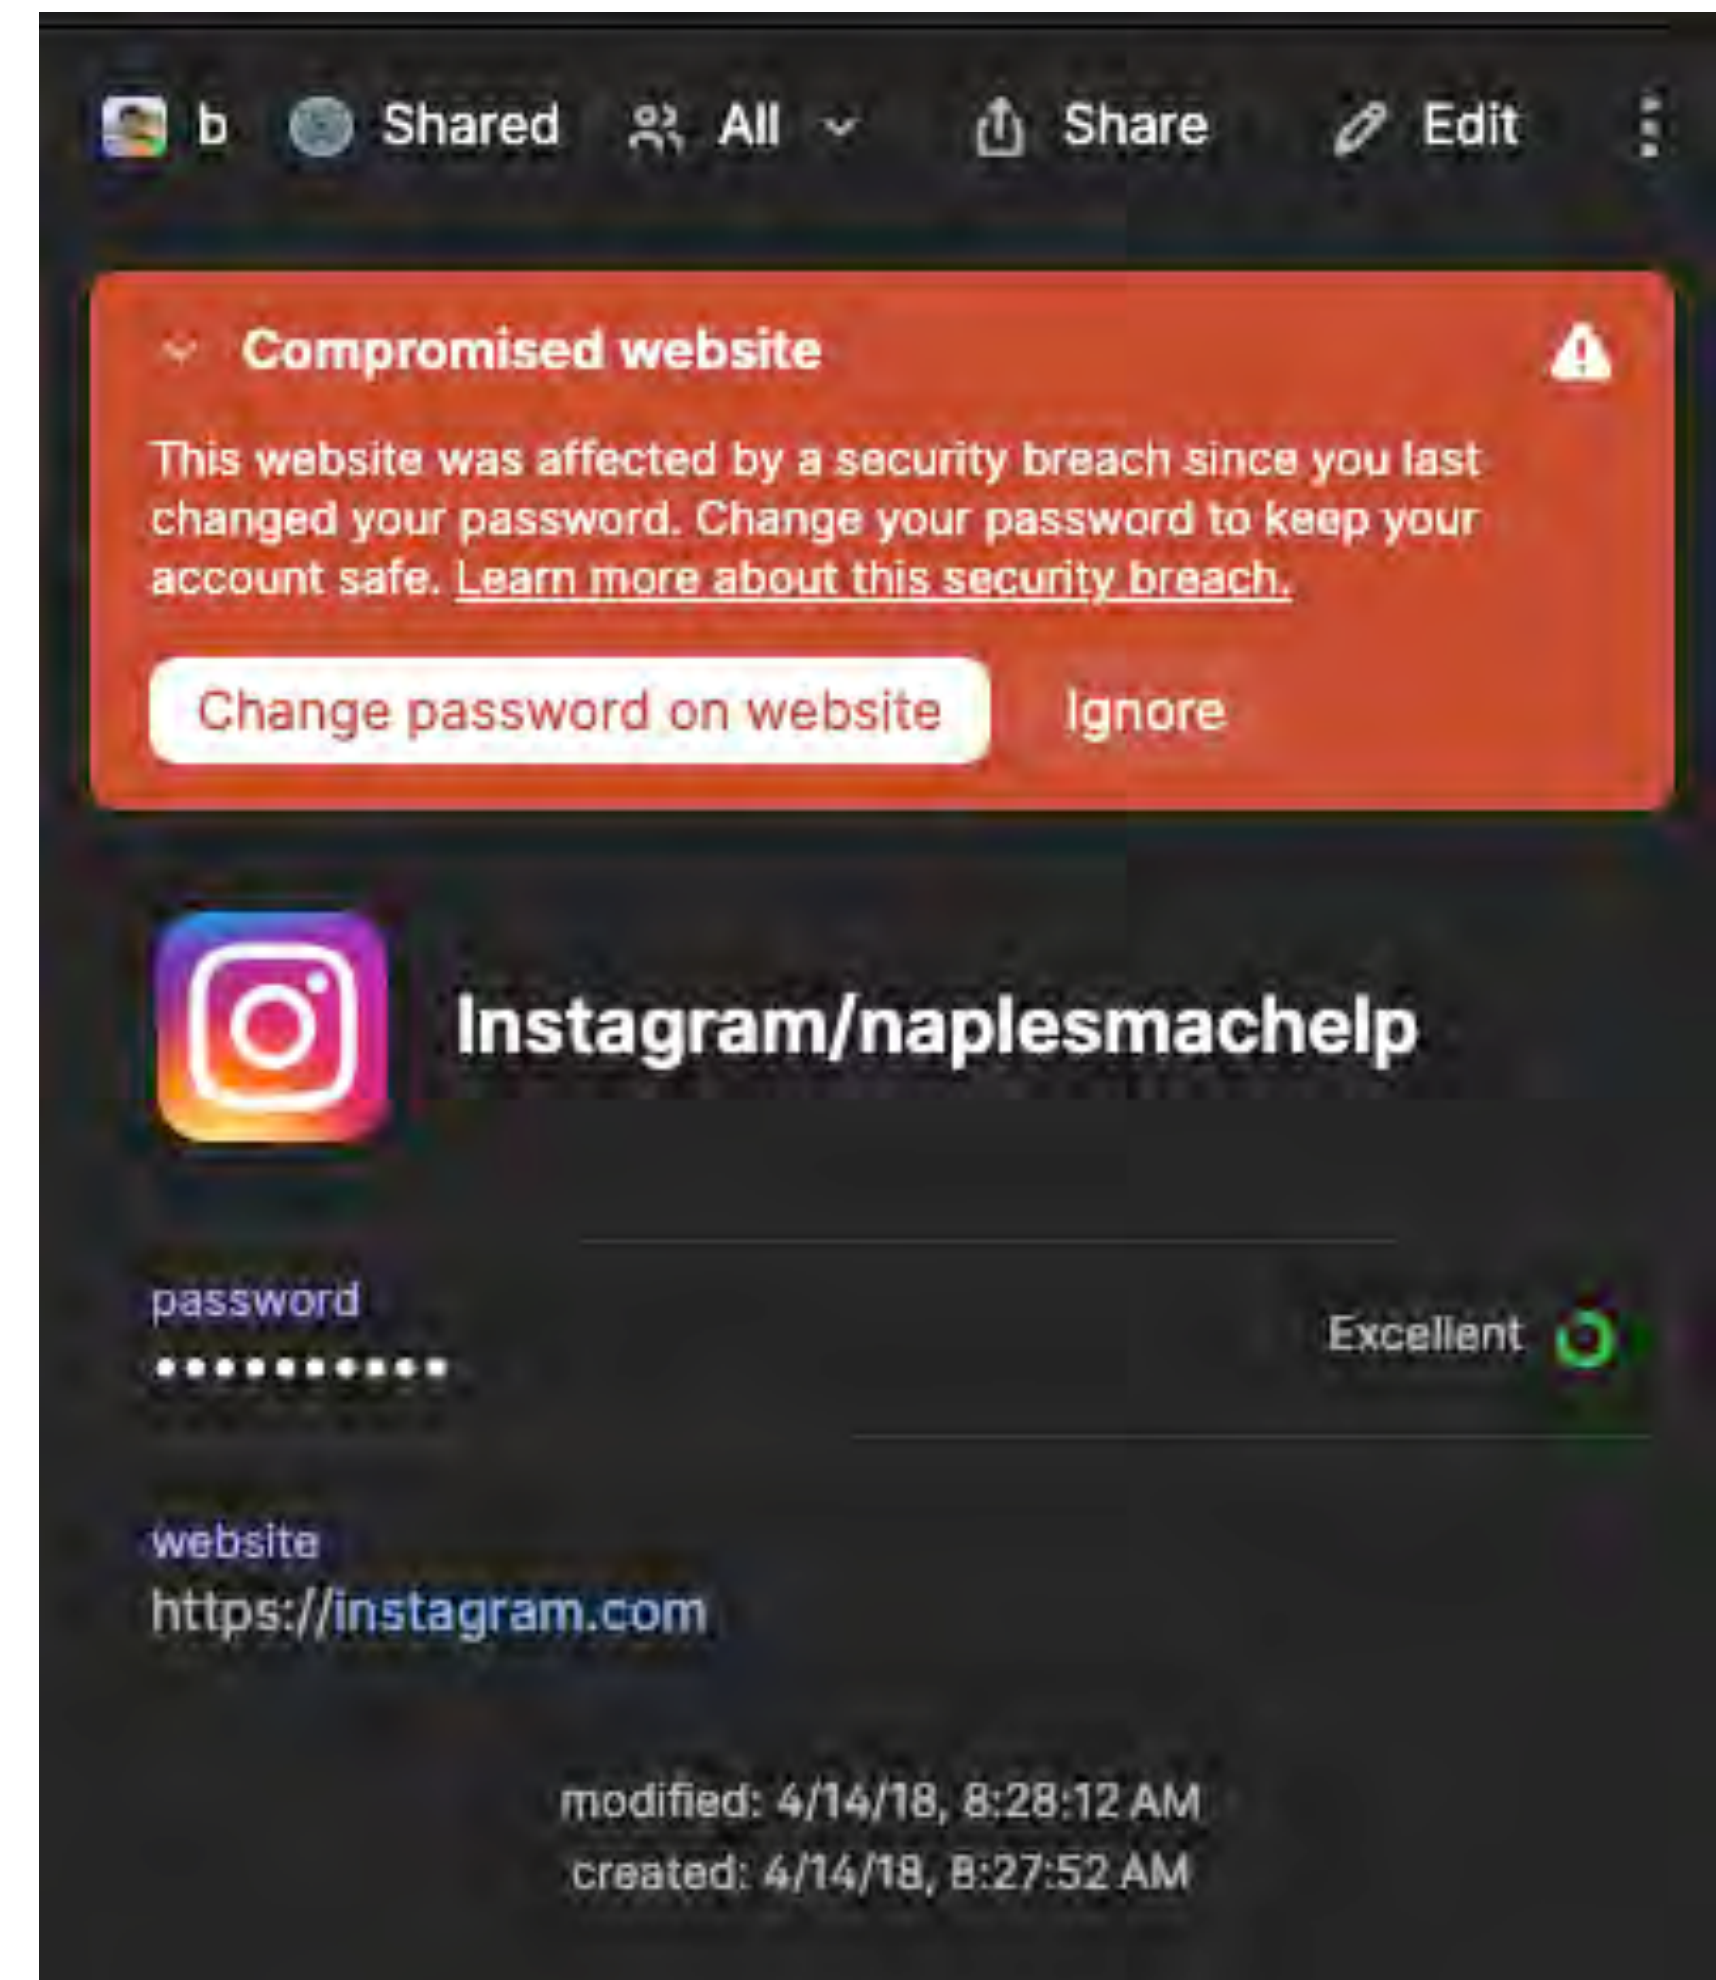 b Shared All Share Edit
Compromised website
This website was affected by a security breach since you last
changed your password. Change your password to keep your
account safe. Learn more about this security breach.
Change password on website Ignore
Instagram/naplesmachelp
password
Excellent
••••••••••
website
https://instagram.com
modified: 4/14/18, 8:28:12 AM
created: 4/14/18, 8:27:52 AM